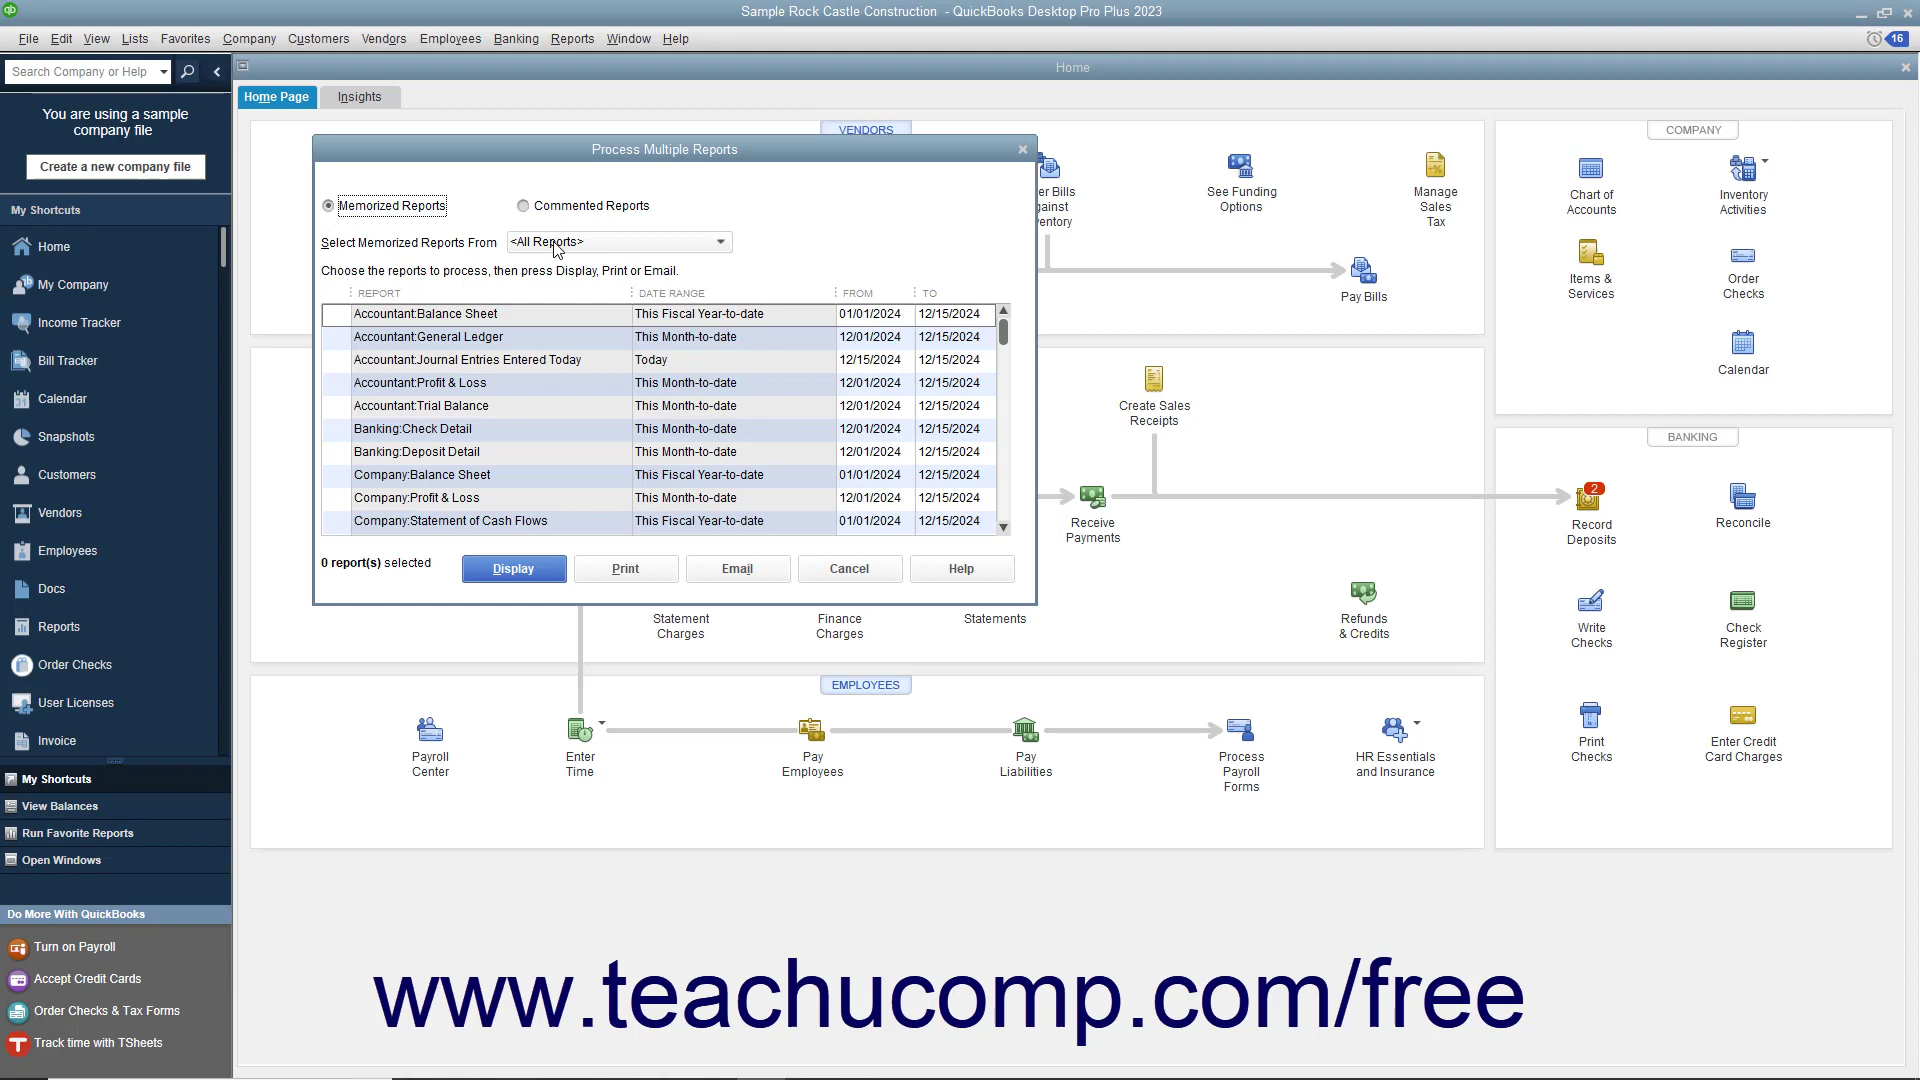 Sample Rock Castle Construction - QuickBooks Desktop Pro Plus 2023
File Edit View Lists Favorites Company Customers Vendors Employees Banking Reports Window Help
16
Search Company or Help
Home
Home Page
Insights
You are using a sample
company file
Create a new company file
My Shortcuts
Home
My Company
Income Tracker
Bill Tracker
Calendar
Snapshots
Customers
Vendors
Employees
Docs
Reports
Order Checks
User Licenses
Invoice
My Shortcuts
View Balances
Run Favorite Reports
Open Windows
Do More With QuickBooks
Turn on Payroll
Accept Credit Cards
Order Checks & Tax Forms
Track time with TSheets
VENDORS
Process Multiple Reports
Memorized Reports
Commented Reports
Select Memorized Reports From
<All Reports>
Choose the reports to process, then press Display, Print or Email.
REPORT DATE RANGE FROM TO
Accountant:Balance Sheet This Fiscal Year-to-date 01/01/2024 12/15/2024
Accountant:General Ledger This Month-to-date 12/01/2024 12/15/2024
Accountant:Journal Entries Entered Today Today 12/15/2024 12/15/2024
Accountant:Profit & Loss This Month-to-date 12/01/2024 12/15/2024
Accountant:Trial Balance This Month-to-date 12/01/2024 12/15/2024
Banking:Check Detail This Month-to-date 12/01/2024 12/15/2024
Banking:Deposit Detail This Month-to-date 12/01/2024 12/15/2024
Company:Balance Sheet This Fiscal Year-to-date 01/01/2024 12/15/2024
Company:Profit & Loss This Month-to-date 12/01/2024 12/15/2024
Company:Statement of Cash Flows This Fiscal Year-to-date 01/01/2024 12/15/2024
0 report(s) selected
Display
Print
Email
Cancel
Help
er Bills
gainst
entory
See Funding
Options
Manage
Sales
Tax
Pay Bills
Create Sales
Receipts
Receive
Payments
Statement
Charges
Finance
Charges
Statements
Refunds
& Credits
EMPLOYEES
Payroll
Center
Enter
Time
Pay
Employees
Pay
Liabilities
Process
Payroll
Forms
HR Essentials
and Insurance
COMPANY
Chart of
Accounts
Inventory
Activities
Items &
Services
Order
Checks
Calendar
BANKING
2
Record
Deposits
Reconcile
Write
Checks
Check
Register
Print
Checks
Enter Credit
Card Charges
www.teachucomp.com/free